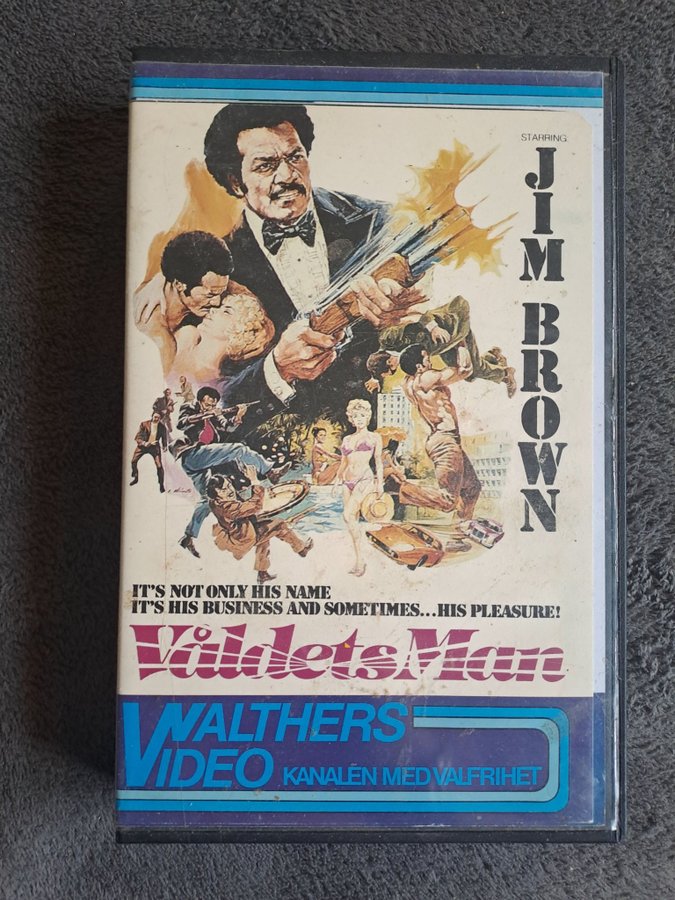 STARRING
JIM BROWN
IT'S NOT ONLY HIS NAME
IT'S HIS BUSINESS AND SOMETIMES...HIS PLEASURE!
VåldetsMan
WALTHERS
VIDEO KANALEN MED VALFRIHET